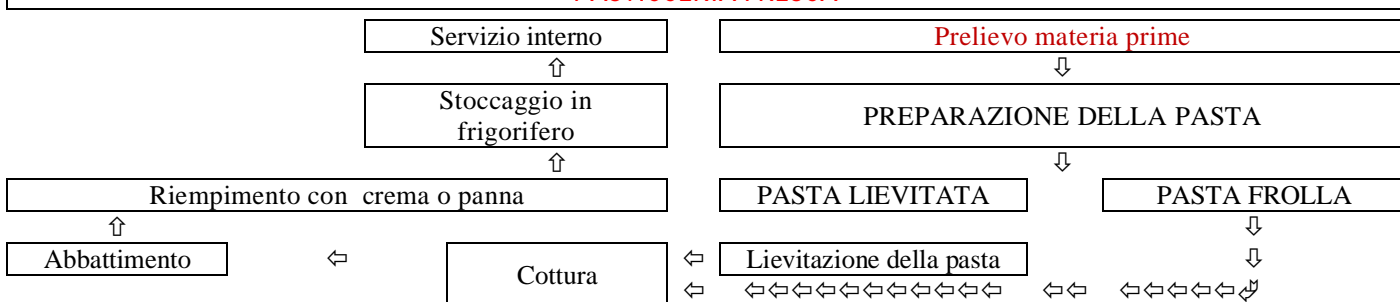 Servizio interno
Prelievo materia prime
⇧
⇩
Stoccaggio in
frigorifero
PREPARAZIONE DELLA PASTA
⇧
⇩
Riempimento con crema o panna
PASTA LIEVITATA
PASTA FROLLA
⇧
⇩
Abbattimento
⇦
Cottura
⇦
Lievitazione della pasta
⇩
⇦ ⇦⇦⇦⇦⇦⇦⇦⇦⇦⇦⇦ ⇦⇦ ⇦⇦⇦⇦⇦